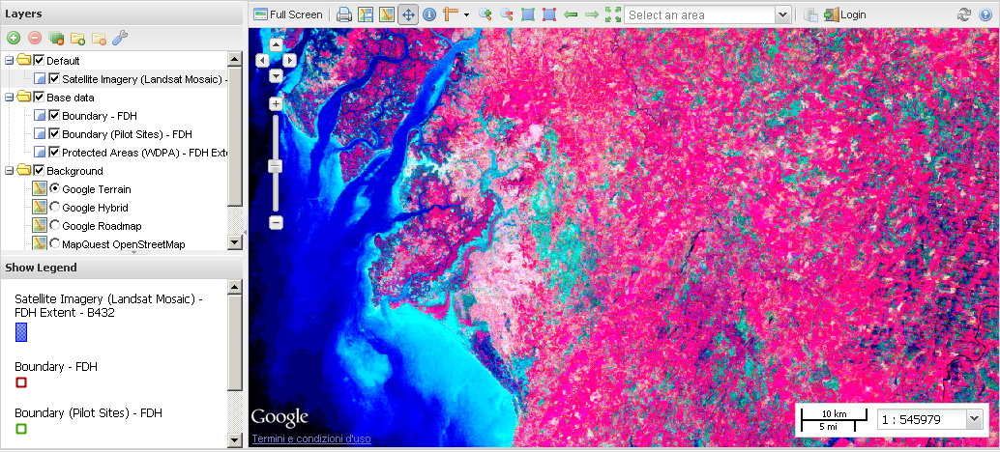 Layers
Full Screen
Select an area
Login
Default
Satellite Imagery (Landsat Mosaic) -
Base data
Boundary - FDH
Boundary (Pilot Sites) - FDH
Protected Areas (WDPA) - FDH Exte
Background
Google Terrain
Google Hybrid
Google Roadmap
MapQuest OpenStreetMap
Show Legend
Satellite Imagery (Landsat Mosaic) -
FDH Extent - B432
Boundary - FDH
Boundary (Pilot Sites) - FDH
Google
Termini e condizioni d'uso
10 km
5 mi
1 : 545979